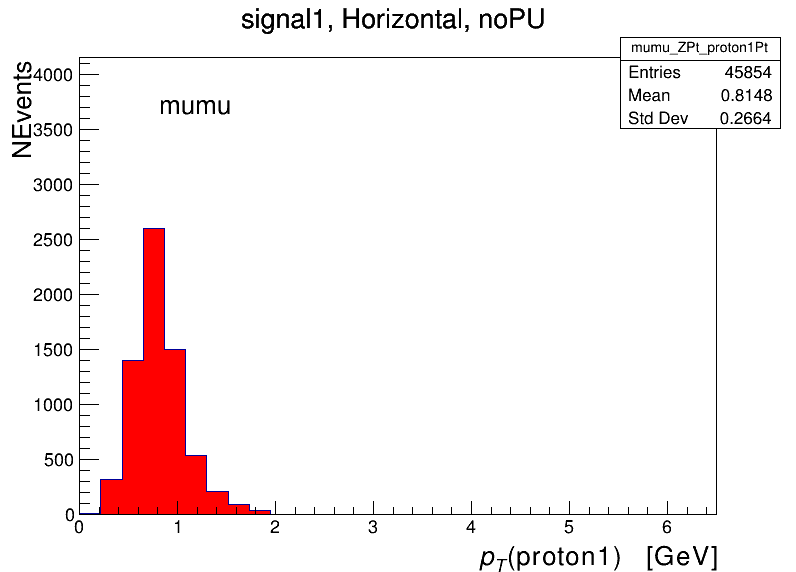 signal1, Horizontal, noPU
mumu_ZPt_proton1Pt
Entries 45854
Mean 0.8148
Std Dev 0.2664
NEvents
mumu
4000
3500
3000
2500
2000
1500
1000
500
0
0 1 2 3 4 5 6
pT(proton1) [GeV]